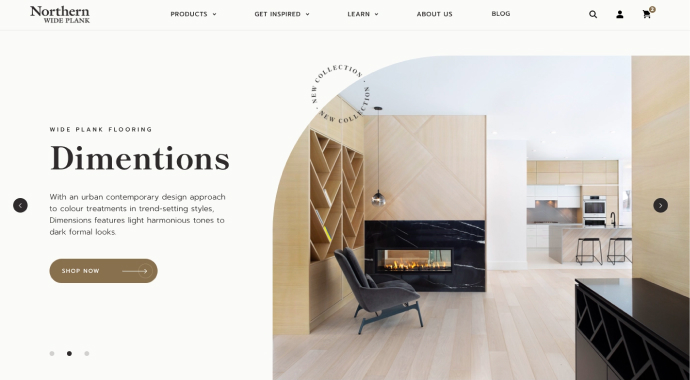 Northern
WIDE PLANK
PRODUCTS
GET INSPIRED
LEARN
ABOUT US
BLOG
2
· NEW COLLECTION · NEW COLLECTION
WIDE PLANK FLOORING
Dimentions
With an urban contemporary design approach
to colour treatments in trend-setting styles,
Dimensions features light harmonious tones to
dark formal looks.
SHOP NOW